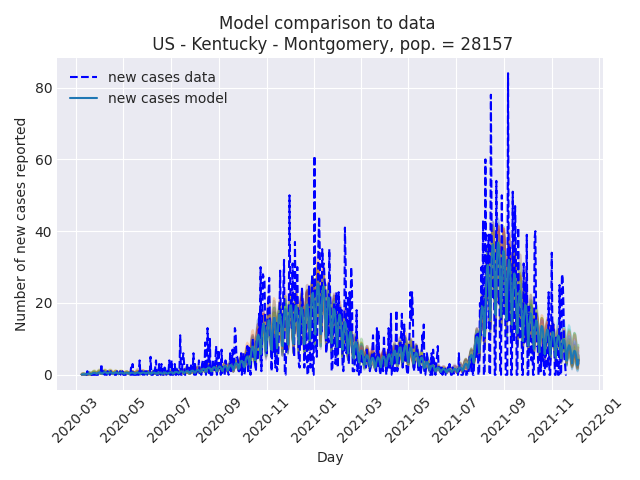 Model comparison to data
US - Kentucky - Montgomery, pop. = 28157
new cases data
new cases model
Number of new cases reported
80
60
40
20
0
2020-03
2020-05
2020-07
2020-09
2020-11
2021-01
2021-03
2021-05
2021-07
2021-09
2021-11
2022-01
Day